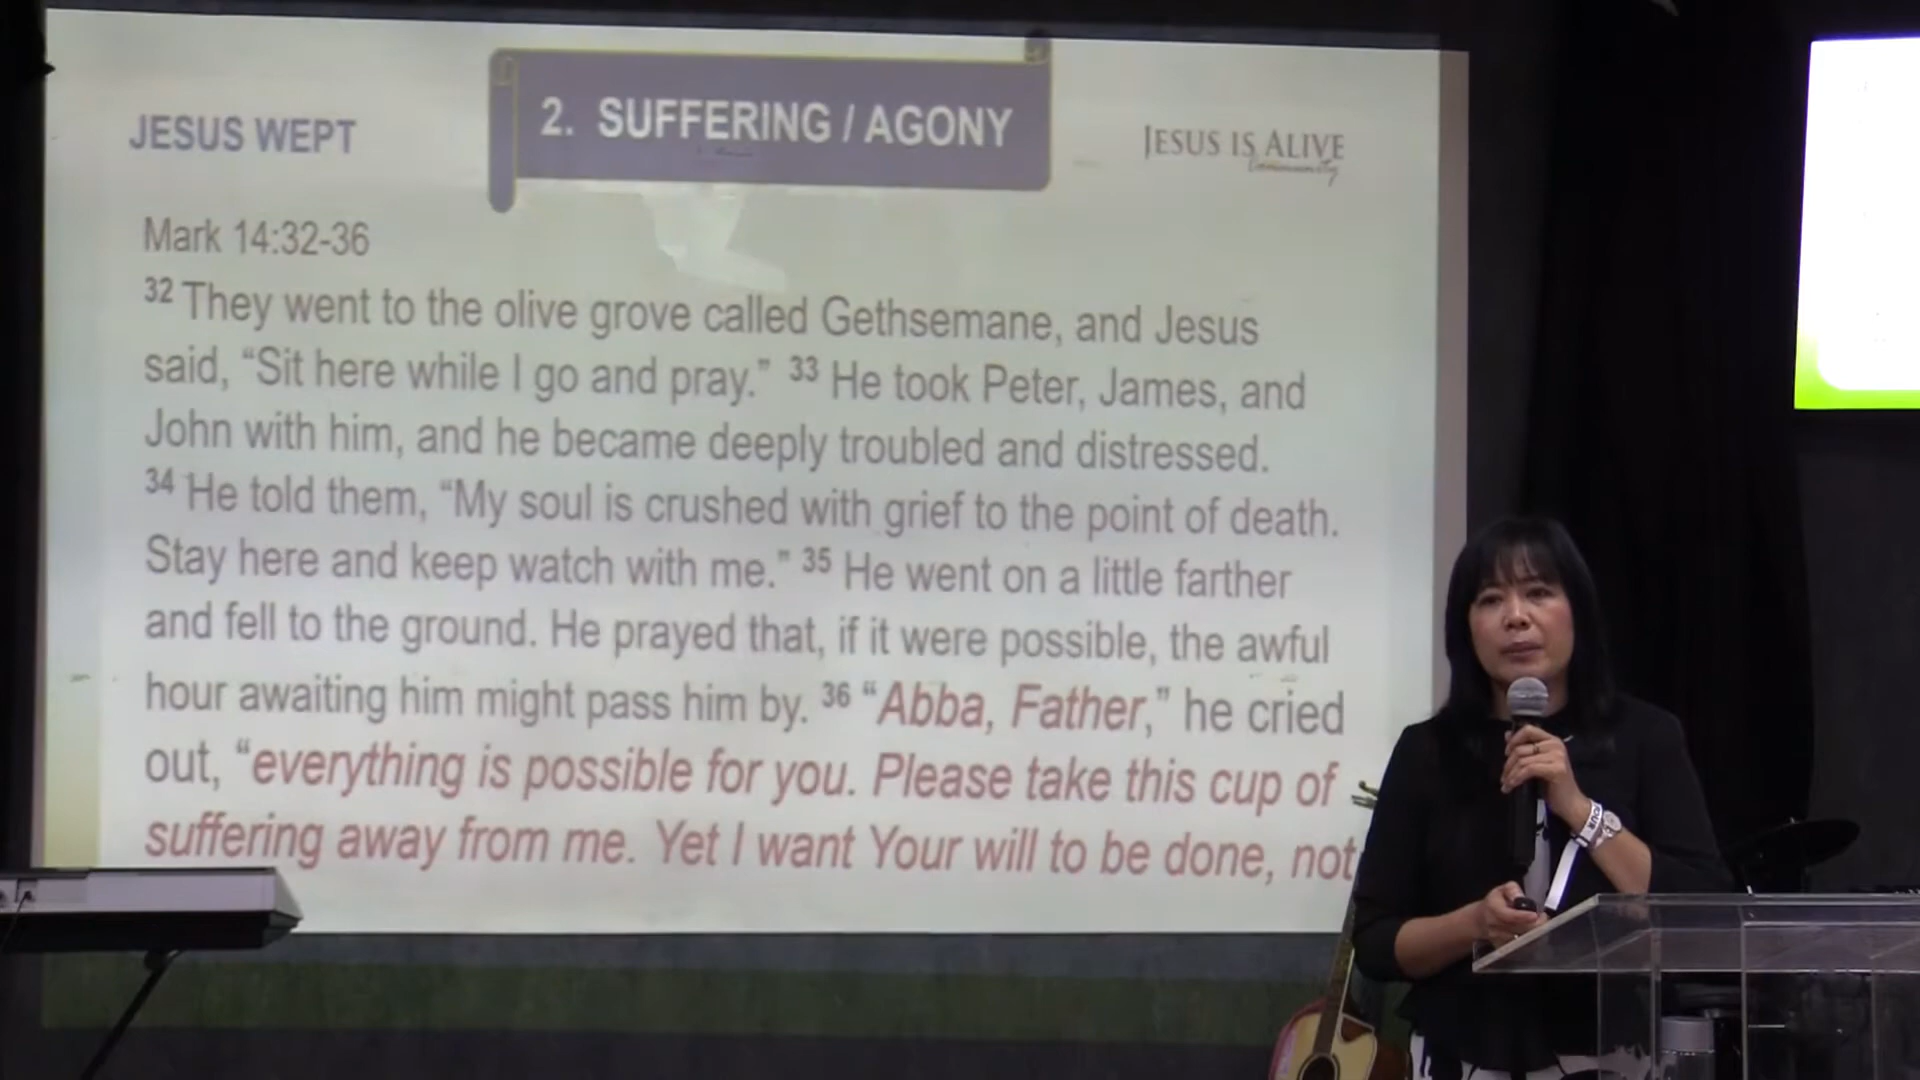 JESUS WEPT
2. SUFFERING / AGONY
JESUS IS ALIVE
Community
Mark 14:32-36
32 They went to the olive grove called Gethsemane, and Jesus
said, “Sit here while I go and pray.” 33 He took Peter, James, and
John with him, and he became deeply troubled and distressed.
34 He told them, “My soul is crushed with grief to the point of death.
Stay here and keep watch with me.” 35 He went on a little farther
and fell to the ground. He prayed that, if it were possible, the awful
hour awaiting him might pass him by. 36 “Abba, Father,” he cried
out, “everything is possible for you. Please take this cup of
suffering away from me. Yet I want Your will to be done, not